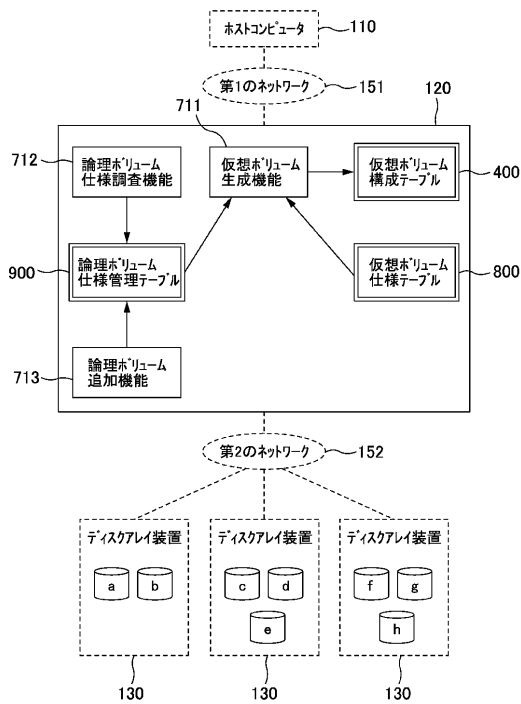 ホストコンピュータ
110
第1のネットワーク
151
711
120
712
論理ボリューム
仕様調査機能
仮想ボリューム
生成機能
仮想ボリューム
構成テーブル
400
900
論理ボリューム
仕様管理テーブル
仮想ボリューム
仕様テーブル
800
713
論理ボリューム
追加機能
第2のネットワーク
152
ディスクアレイ装置
ディスクアレイ装置
ディスクアレイ装置
a
b
c
d
e
f
g
h
130
130
130